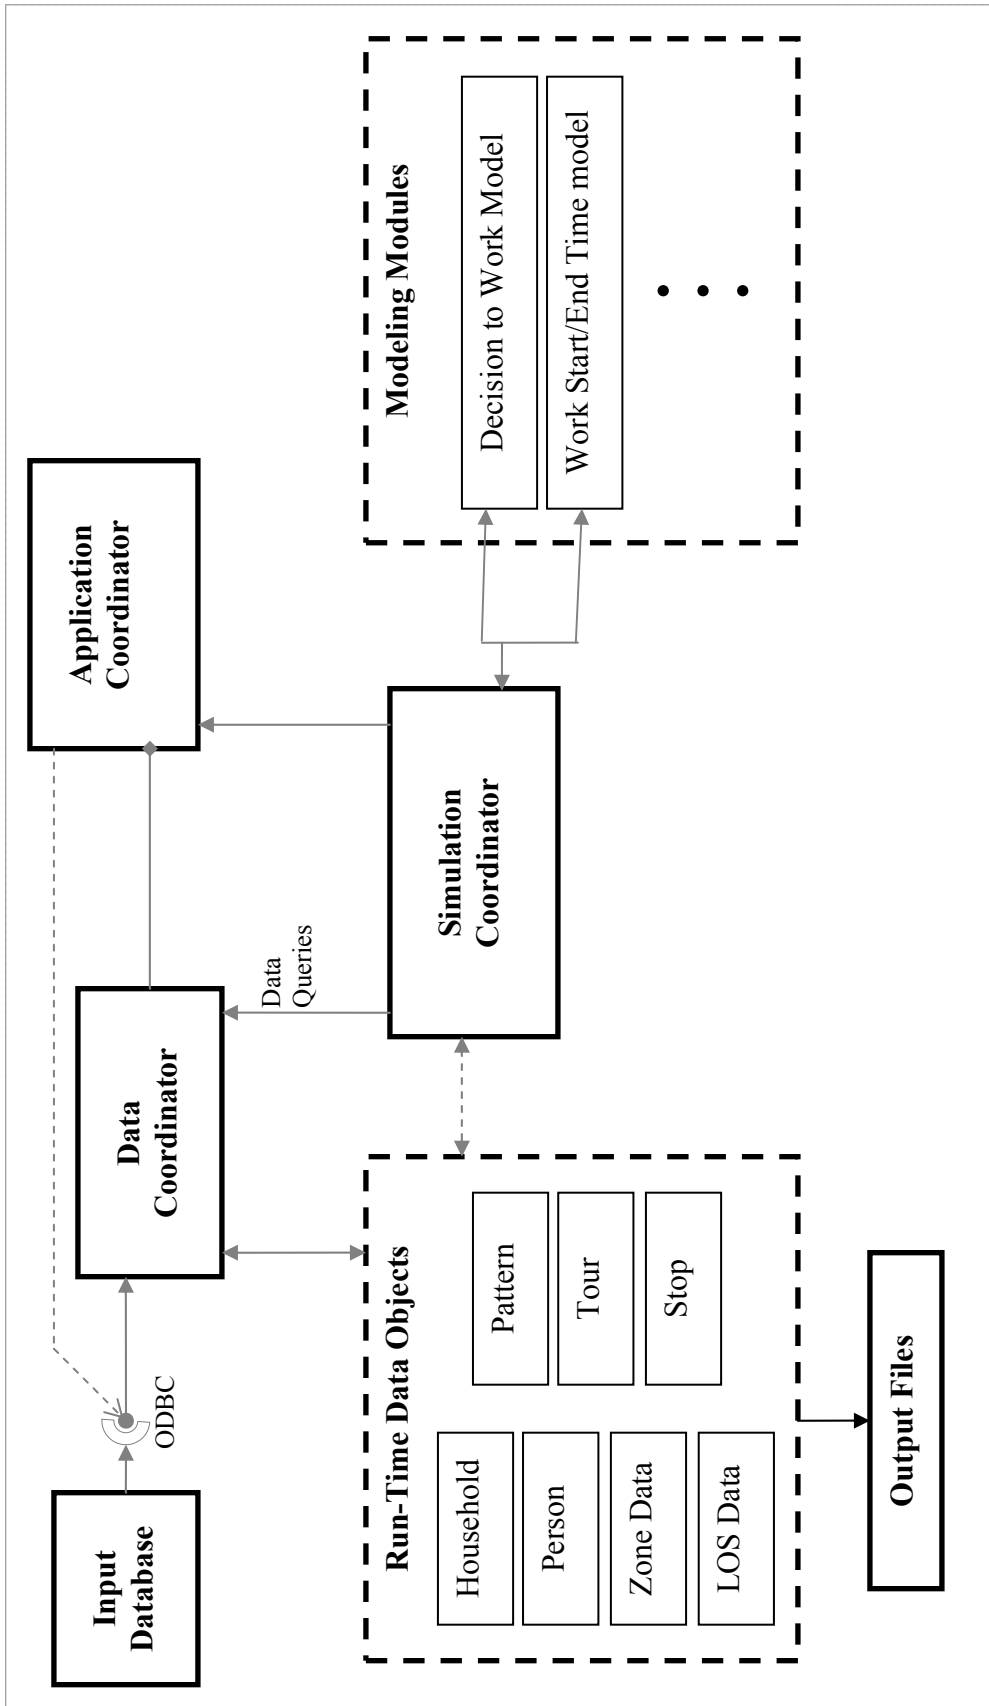 Input
Database
ODBC
Data
Coordinator
Application
Coordinator
Data
Queries
Simulation
Coordinator
Run-Time Data Objects
Household
Person
Zone Data
LOS Data
Pattern
Tour
Stop
Modeling Modules
Decision to Work Model
Work Start/End Time model
Output Files